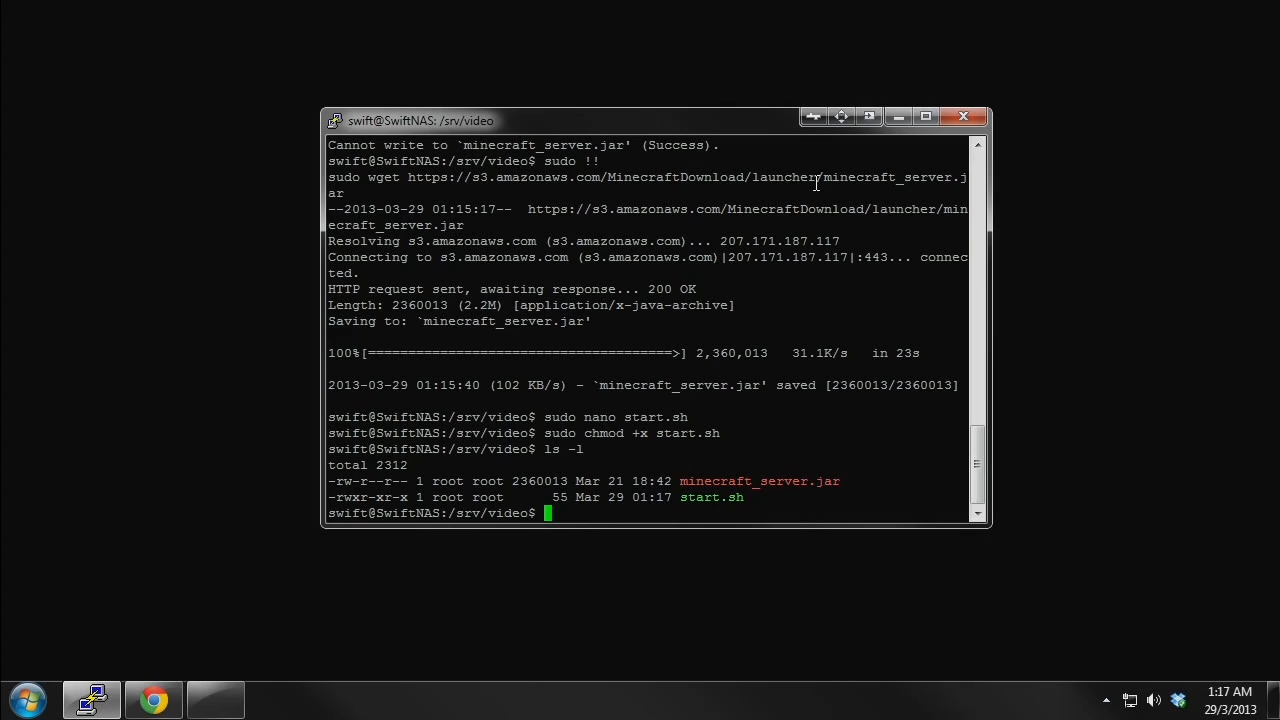 swift@SwiftNAS: /srv/video
Cannot write to `minecraft_server.jar' (Success).
swift@SwiftNAS:/srv/video$ sudo !!
sudo wget https://s3.amazonaws.com/MinecraftDownload/launcher/minecraft_server.j
ar
--2013-03-29 01:15:17--  https://s3.amazonaws.com/MinecraftDownload/launcher/min
ecraft_server.jar
Resolving s3.amazonaws.com (s3.amazonaws.com)... 207.171.187.117
Connecting to s3.amazonaws.com (s3.amazonaws.com)|207.171.187.117|:443... connec
ted.
HTTP request sent, awaiting response... 200 OK
Length: 2360013 (2.2M) [application/x-java-archive]
Saving to: `minecraft_server.jar'
100%[======================================>] 2,360,013   31.1K/s   in 23s
2013-03-29 01:15:40 (102 KB/s) - `minecraft_server.jar' saved [2360013/2360013]
swift@SwiftNAS:/srv/video$ sudo nano start.sh
swift@SwiftNAS:/srv/video$ sudo chmod +x start.sh
swift@SwiftNAS:/srv/video$ ls -l
total 2312
-rw-r--r-- 1 root root 2360013 Mar 21 18:42 minecraft_server.jar
-rwxr-xr-x 1 root root      55 Mar 29 01:17 start.sh
swift@SwiftNAS:/srv/video$
1:17 AM
29/3/2013